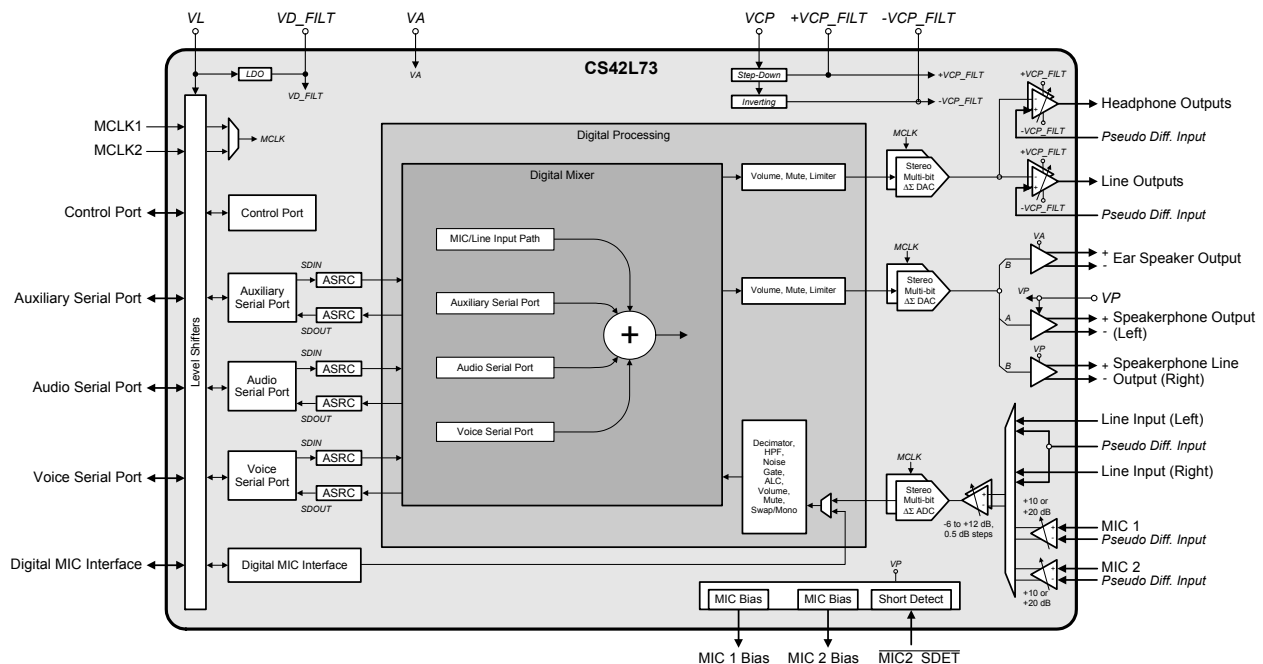 VL
VD_FILT
VA
VCP
+VCP_FILT
-VCP_FILT
CS42L73
LDO
VD_FILT
VA
Step-Down
+VCP_FILT
Inverting
-VCP_FILT
MCLK1
MCLK2
MCLK
Control Port
Control Port
Auxiliary Serial Port
Auxiliary
Serial Port
SDIN
ASRC
ASRC
SDOUT
Audio Serial Port
Audio
Serial Port
SDIN
ASRC
ASRC
SDOUT
Voice Serial Port
Voice
Serial Port
SDIN
ASRC
ASRC
SDOUT
Digital MIC Interface
Digital MIC Interface
Level Shifters
Digital Processing
Digital Mixer
MIC/Line Input Path
Auxiliary Serial Port
Audio Serial Port
Voice Serial Port
+
Volume, Mute, Limiter
MCLK
Stereo
Multi-bit
ΔΣ DAC
Volume, Mute, Limiter
MCLK
Stereo
Multi-bit
ΔΣ DAC
Decimator,
HPF,
Noise
Gate,
ALC,
Volume,
Mute,
Swap/Mono
MCLK
Stereo
Multi-bit
ΔΣ ADC
-6 to +12 dB,
0.5 dB steps
+VCP_FILT
-
+
-VCP_FILT
Headphone Outputs
Pseudo Diff. Input
+VCP_FILT
-
+
-VCP_FILT
Line Outputs
Pseudo Diff. Input
VA
B
+
-
Ear Speaker Output
VP
VP
A
+
-
Speakerphone Output
(Left)
VP
B
+
-
Speakerphone Line
Output (Right)
Line Input (Left)
Pseudo Diff. Input
Line Input (Right)
+
-
+10 or
+20 dB
+
-
MIC 1
Pseudo Diff. Input
MIC 2
Pseudo Diff. Input
+
-
+10 or
+20 dB
VP
MIC Bias
MIC Bias
Short Detect
MIC 1 Bias
MIC 2 Bias
MIC2_SDET